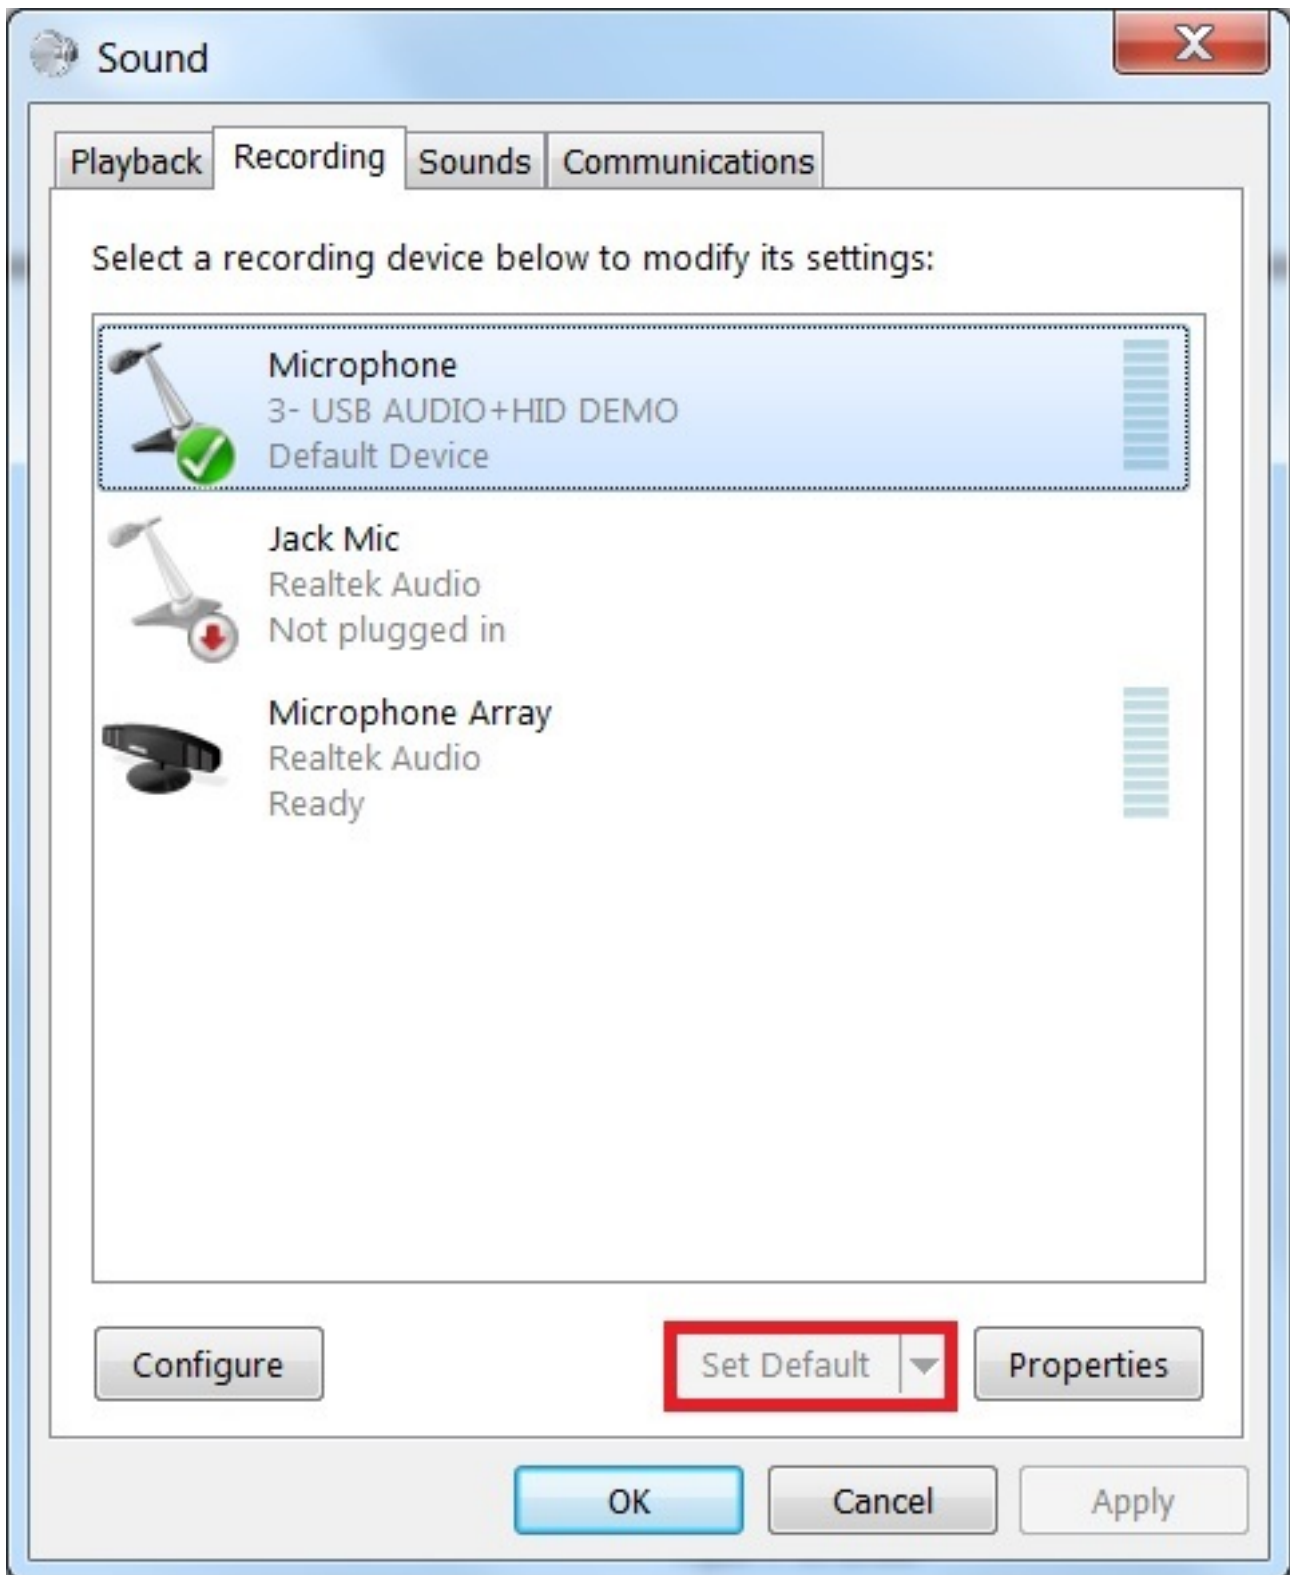 Sound
Playback Recording Sounds Communications
Select a recording device below to modify its settings:
Microphone
3- USB AUDIO+HID DEMO
Default Device
Jack Mic
Realtek Audio
Not plugged in
Microphone Array
Realtek Audio
Ready
Configure Set Default Properties
OK Cancel Apply